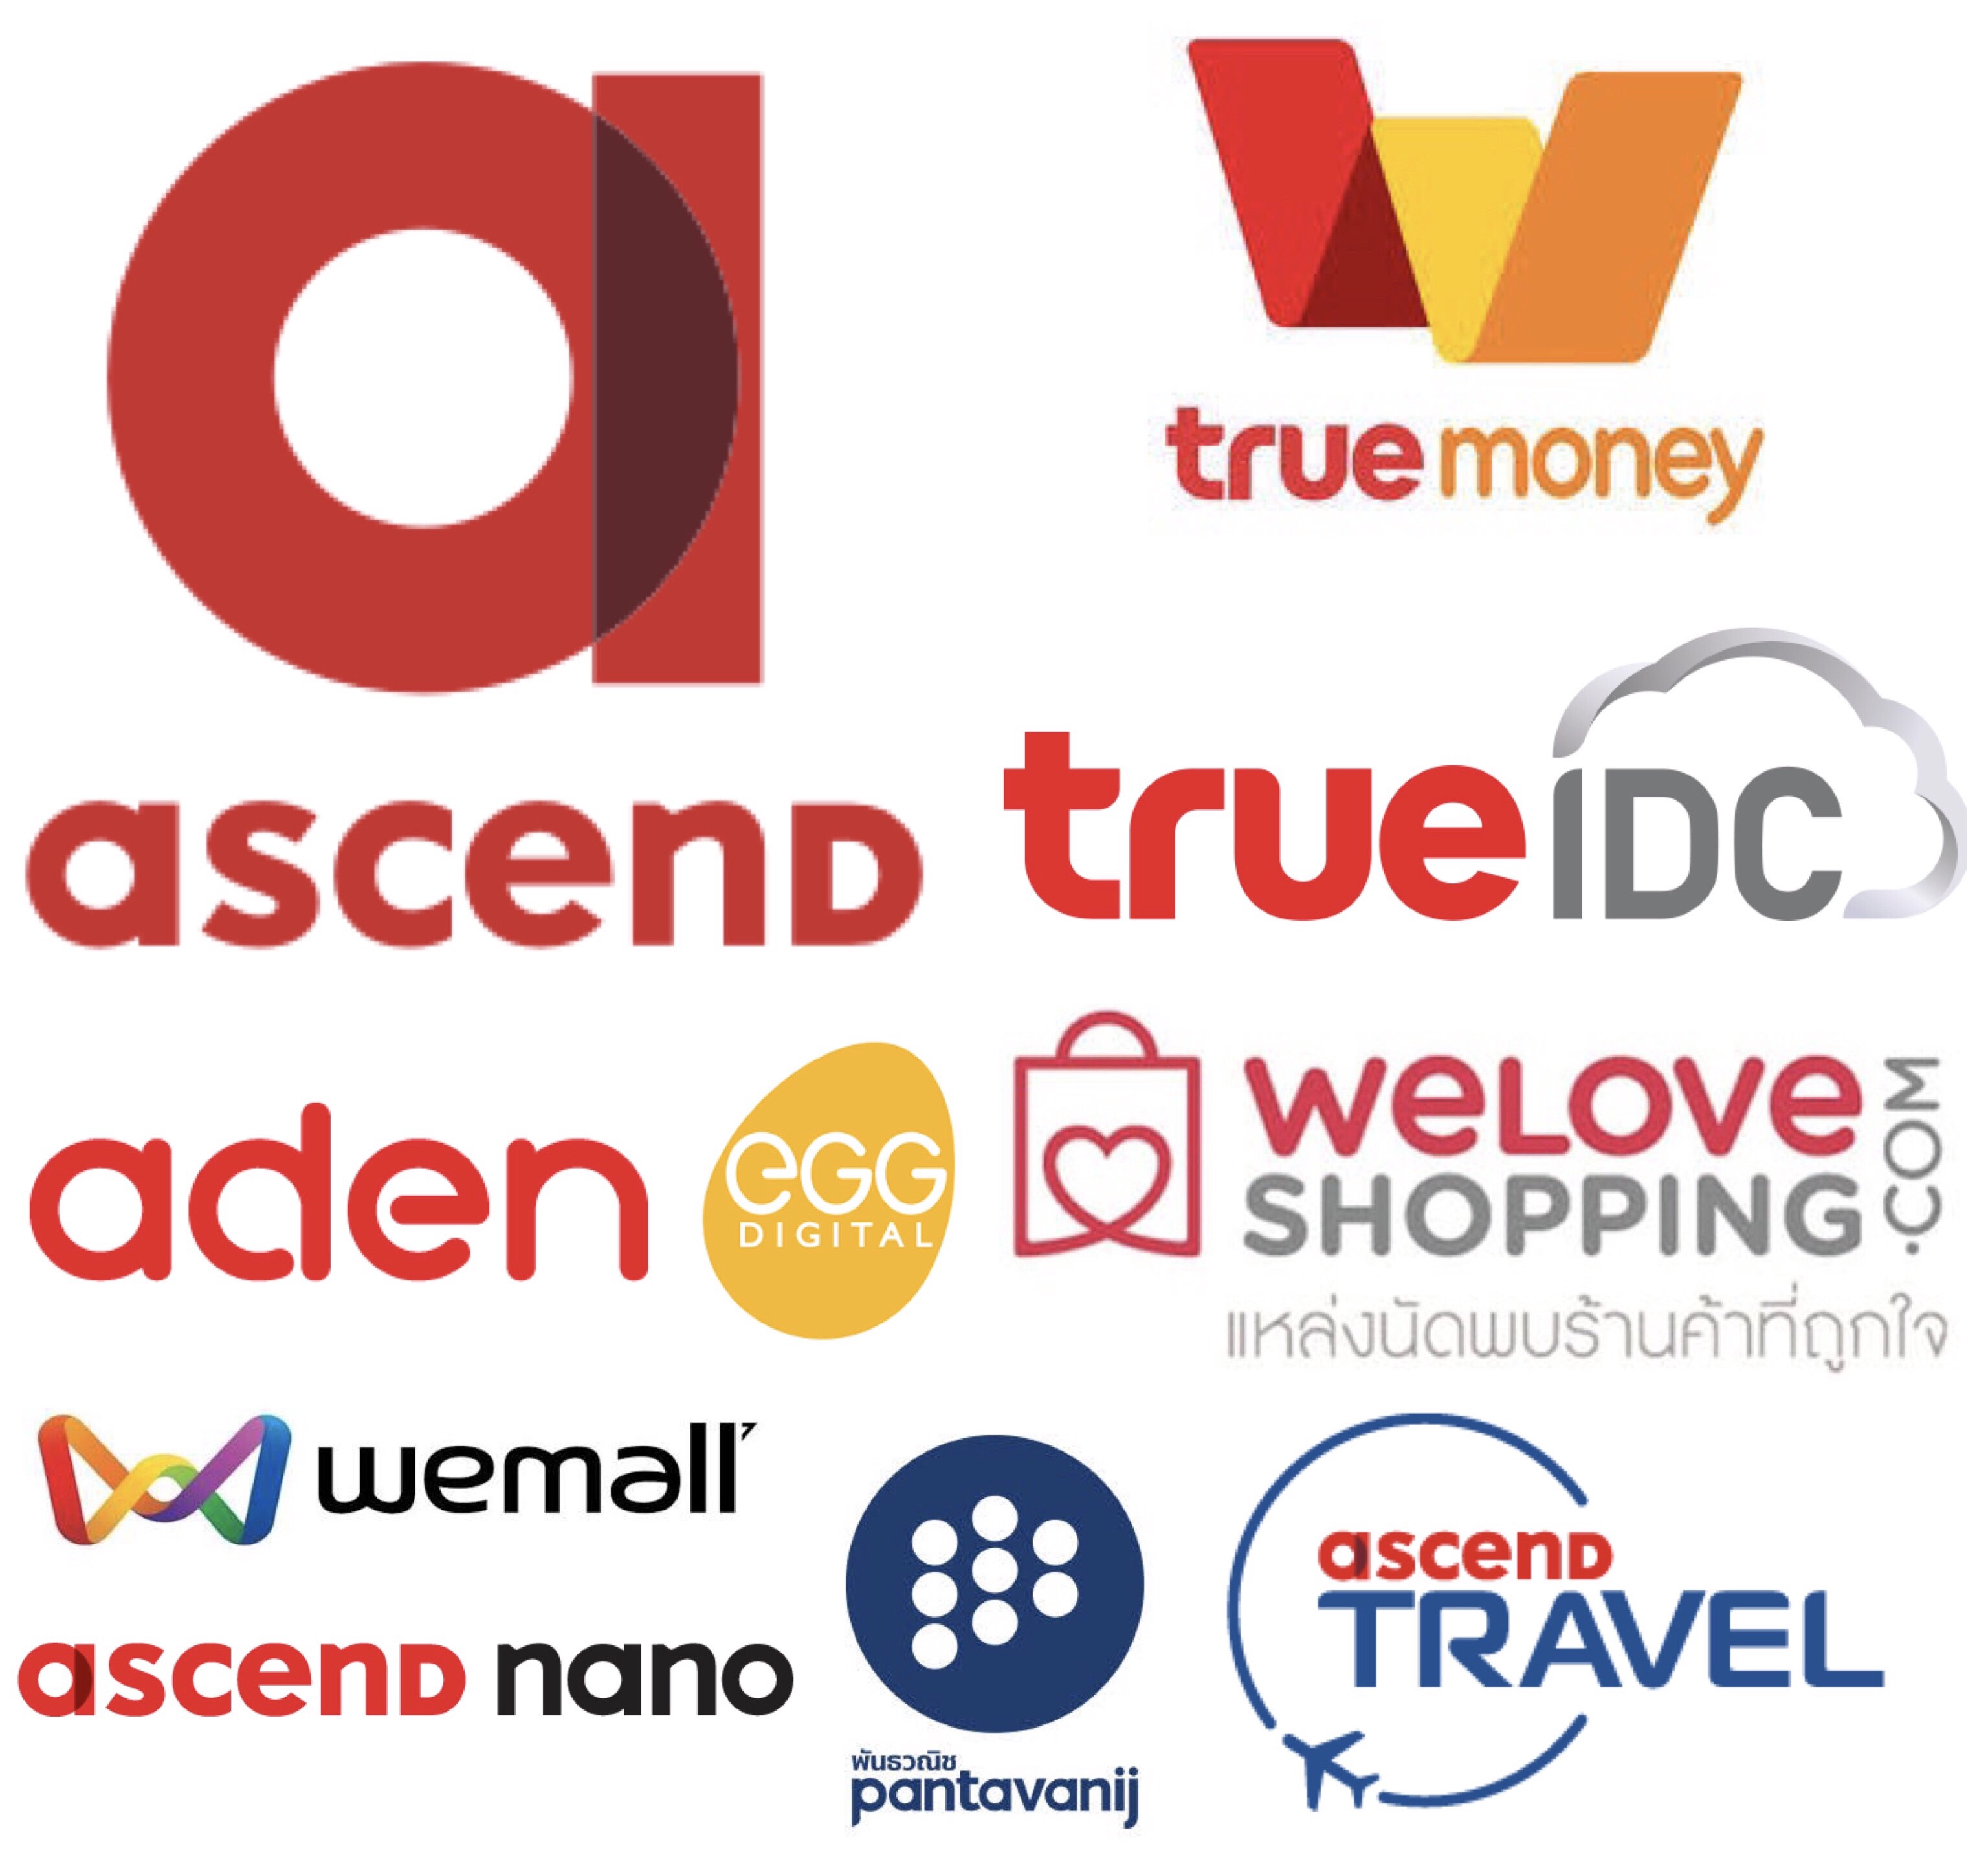 ascend
true money
true IDC
aden
eGG
DIGITAL
WeLOVe
SHOPPING
.COM
แหล่งนัดพบร้านค้าที่ถูกใจ
wemall
ascend nano
พันธวณิช
pantavanij
ascend
TRAVEL